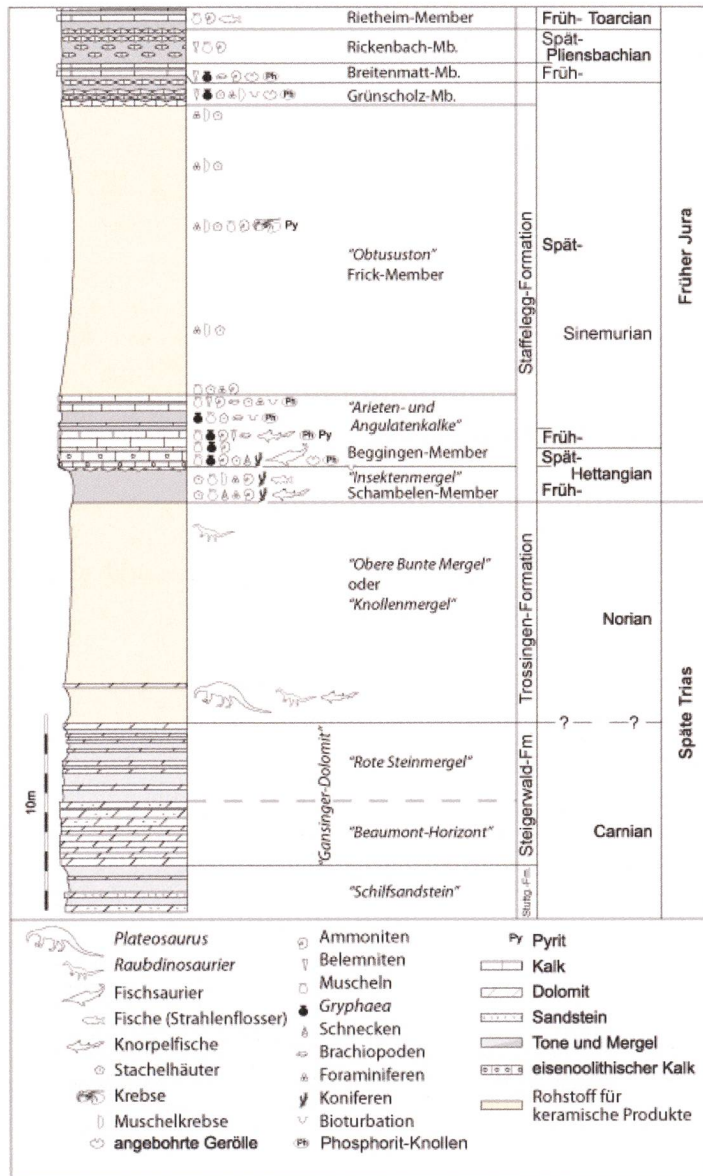 Rietheim-Member
Früh- Toarcian
Rickenbach-Mb.
Spät-
Pliensbachian
Breitenmatt-Mb.
Früh-
Ph
Grünscholz-Mb.
Ph
Py
"Obtususton"
Frick-Member
Staffelegg-Formation
Spät-
Sinemurian
Früher Jura
Ph
"Arieten- und
Angulatenkalke"
Ph
Ph Py
Früh-
Beggingen-Member
Spät-
Ph
Hettangian
"Insektenmergel"
Schambelen-Member
Früh-
"Obere Bunte Mergel"
oder
"Knollenmergel"
Trossingen-Formation
Norian
Späte Trias
? ?
10m
"Gansinger-Dolomit"
"Rote Steinmergel"
Steigerwald-Fm
"Beaumont-Horizont"
Carnian
"Schilfsandstein"
Stuttg.-Fm.
Plateosaurus
Raubdinosaurier
Fischsaurier
Fische (Strahlenflosser)
Knorpelfische
Stachelhäuter
Krebse
Muschelkrebse
angebohrte Gerölle
Ammoniten
Belemniten
Muscheln
Gryphaea
Schnecken
Brachiopoden
Foraminiferen
Koniferen
Bioturbation
Ph Phosphorit-Knollen
Py Pyrit
Kalk
Dolomit
Sandstein
Tone und Mergel
eisenoolithischer Kalk
Rohstoff für
keramische Produkte